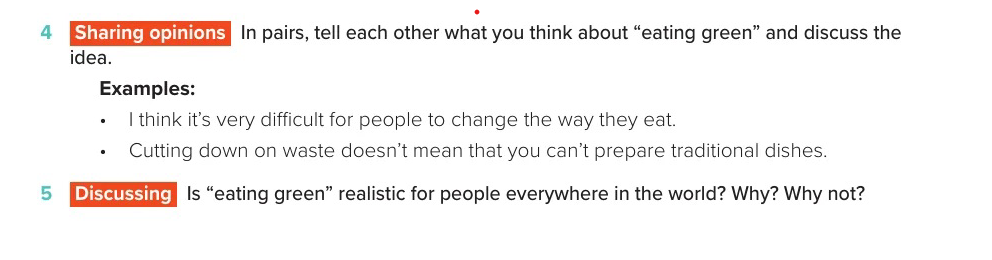 4 Sharing opinions In pairs, tell each other what you think about “eating green” and discuss the
idea.
Examples:
• I think it’s very difficult for people to change the way they eat.
• Cutting down on waste doesn’t mean that you can’t prepare traditional dishes.
5 Discussing Is “eating green” realistic for people everywhere in the world? Why? Why not?